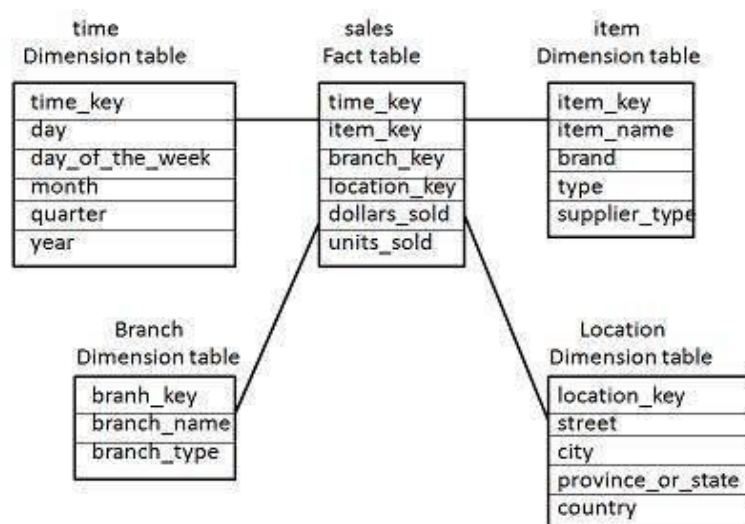 time
Dimension table
time_key
day
day_of_the_week
month
quarter
year
sales
Fact table
time_key
item_key
branch_key
location_key
dollars_sold
units_sold
item
Dimension table
item_key
item_name
brand
type
supplier_type
Branch
Dimension table
branh_key
branch_name
branch_type
Location
Dimension table
location_key
street
city
province_or_state
country